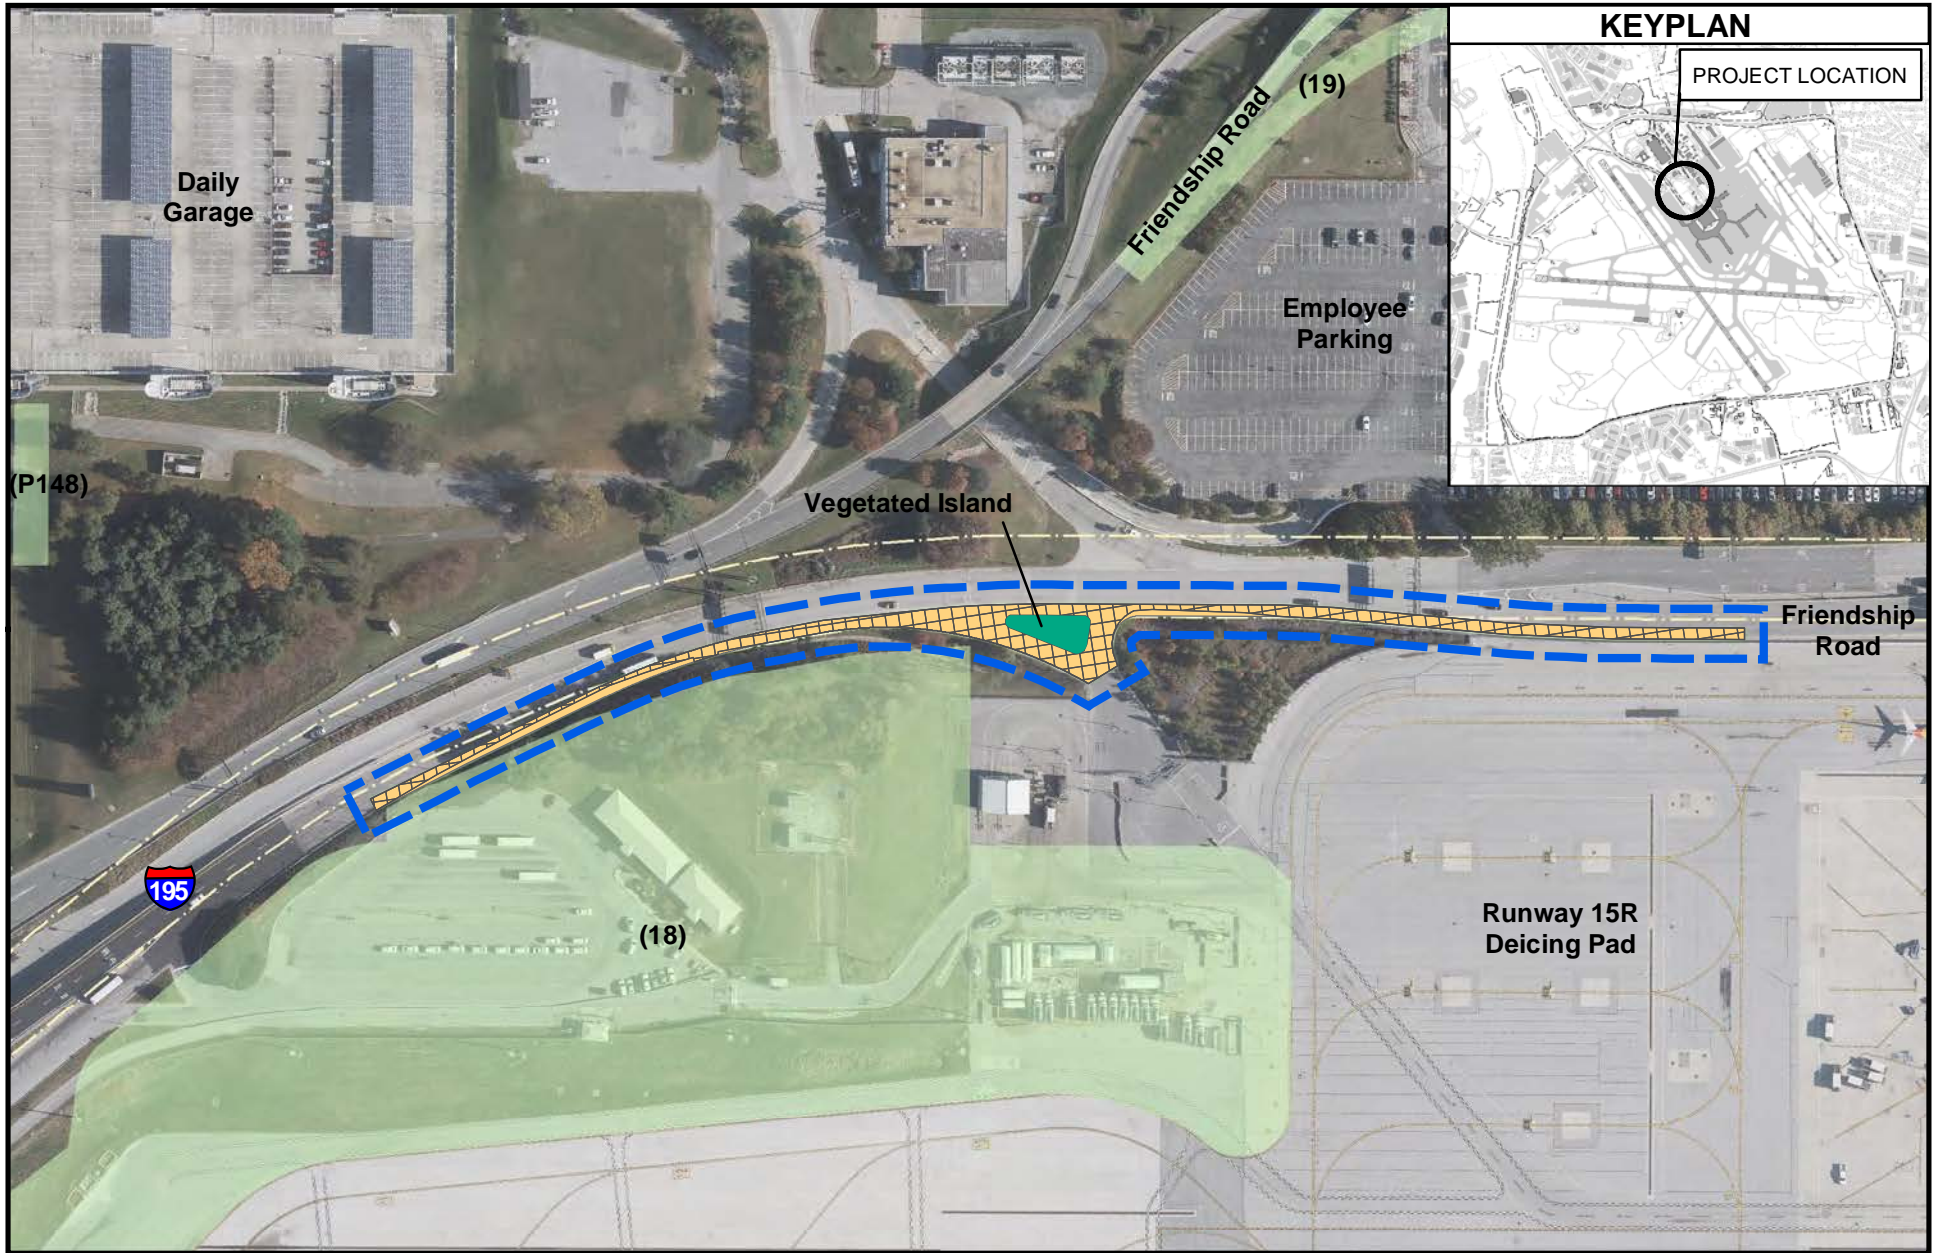 KEYPLAN
PROJECT LOCATION
(19)
Friendship Road
Daily
Garage
Employee
Parking
(P148)
Vegetated Island
Friendship
Road
195
(18)
Runway 15R
Deicing Pad